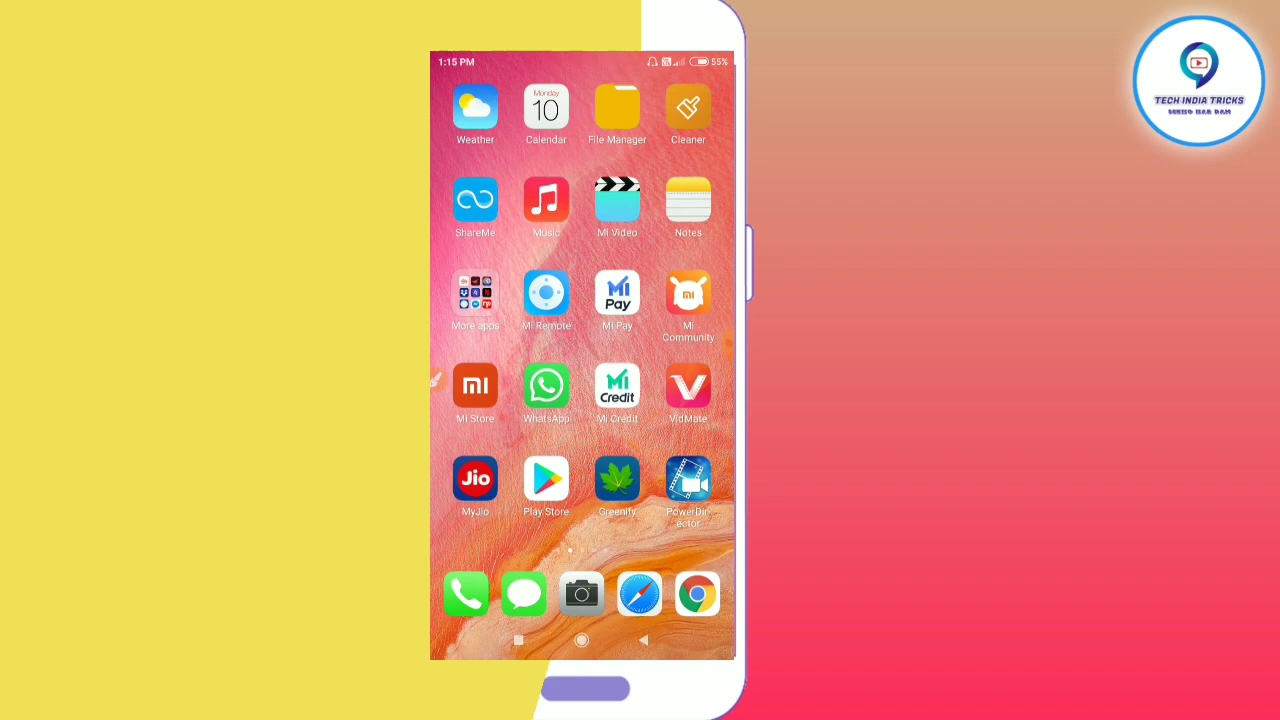 1:15 PM 55%
TECH INDIA TRICKS
Monday
10
Weather Calendar File Manager Cleaner
ShareMe Music Mi Video Notes
Mi Pay
mi
More apps Mi Remote Mi Pay Mi Community
mi
Mi Credit
Mi Store WhatsApp Mi Credit VidMate
Jio
MyJio Play Store Greenify PowerDir-
ector